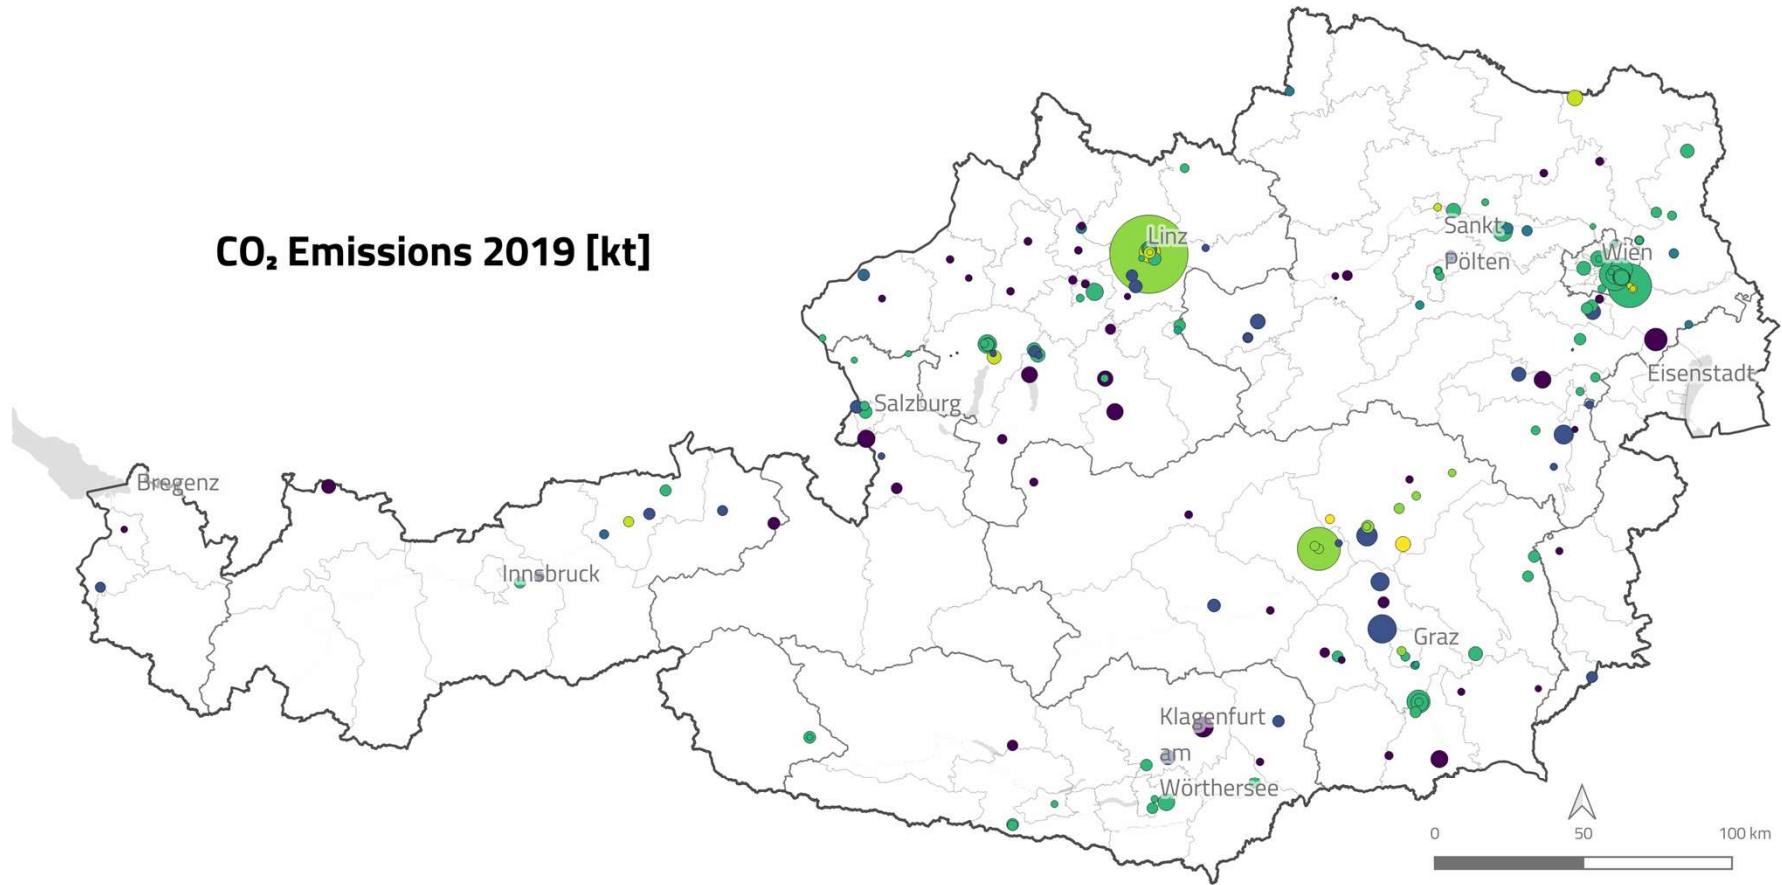 CO₂ Emissions 2019 [kt]
Linz
Sankt
Pölten
Wien
Eisenstadt
Salzburg
Bregenz
Innsbruck
Graz
Klagenfurt
am
Wörthersee
0 50 100 km